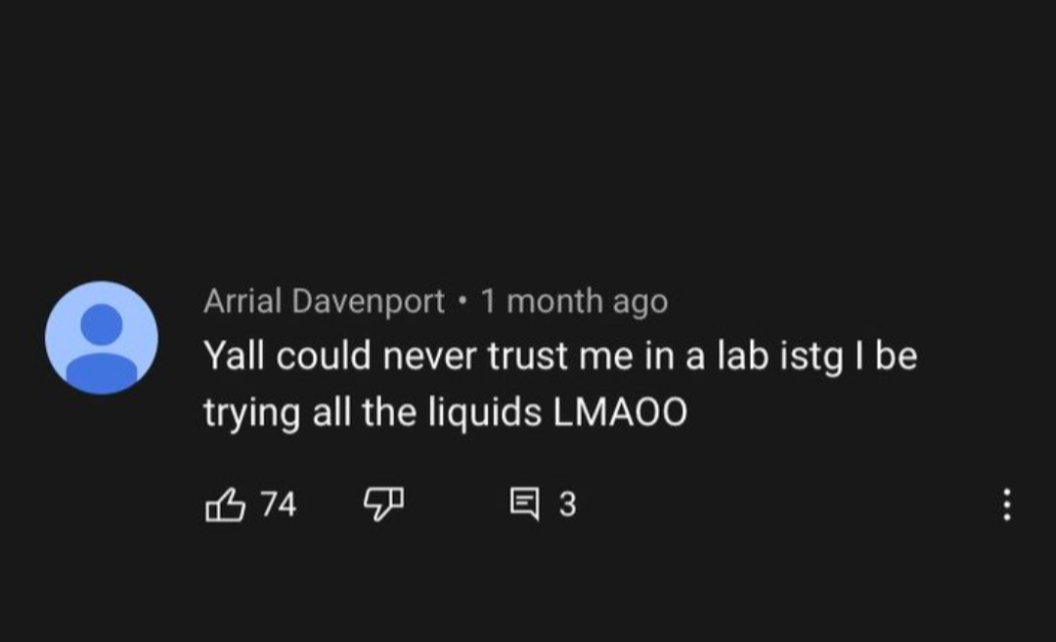 Arrial Davenport • 1 month ago
Yall could never trust me in a lab istg I be
trying all the liquids LMAOO
74 3